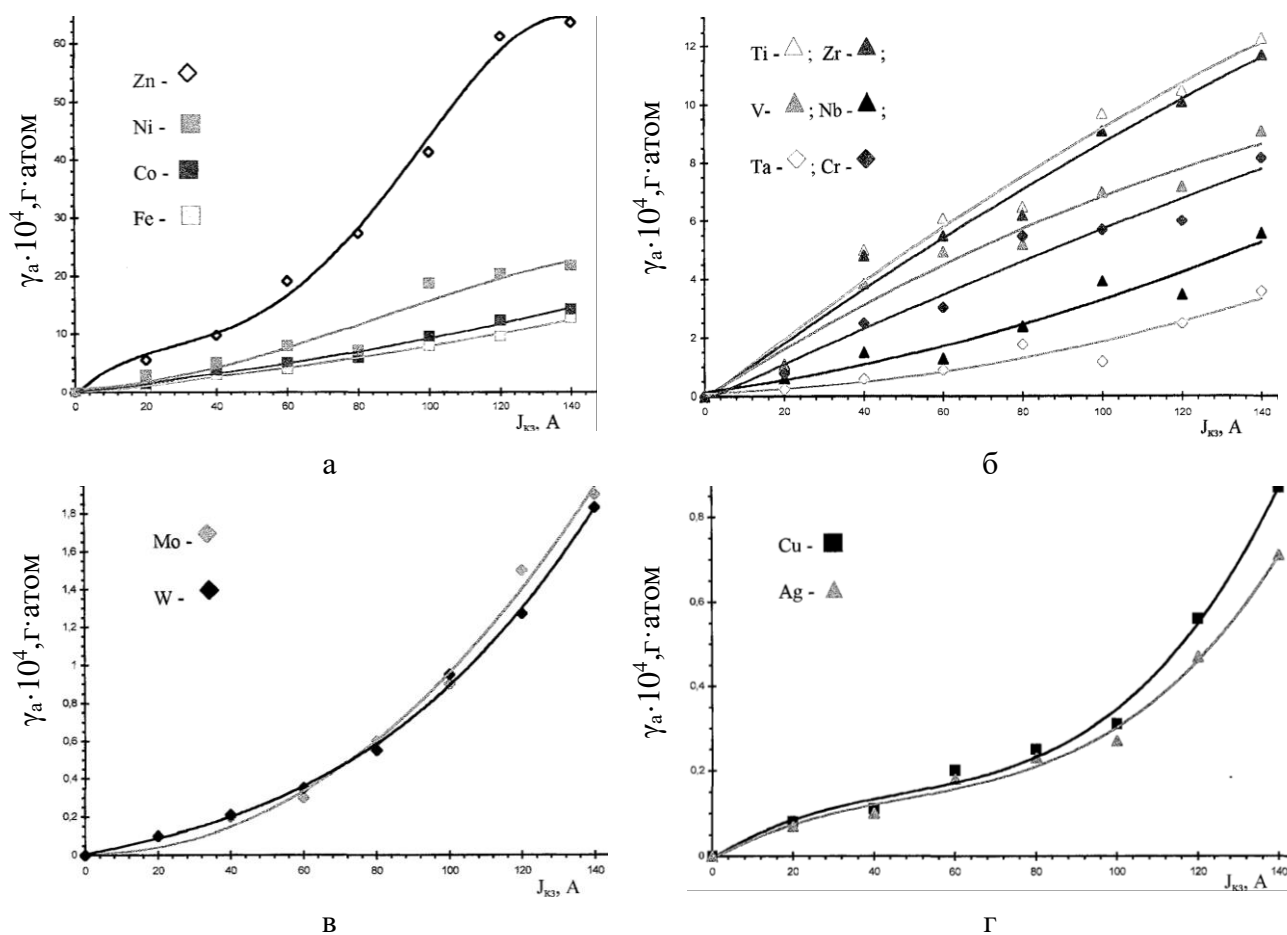 γₐ·10⁴,г·атом
60
50
40
30
20
10
0
Zn -
Ni -
Co -
Fe -
0 20 40 60 80 100 120 140
Jкз, А
а
γₐ·10⁴,г·атом
12
10
8
6
4
2
0
Ti - ; Zr - ;
V- ; Nb - ;
Ta - ; Cr -
0 20 40 60 80 100 120 140
Jкз, А
б
γₐ·10⁴,г·атом
1,8
1,6
1,4
1,2
1
0,8
0,6
0,4
0,2
0
Mo -
W -
0 20 40 60 80 100 120 140
Jкз, А
в
γₐ·10⁴,г·атом
0,8
0,6
0,4
0,2
0
Cu -
Ag -
0 20 40 60 80 100 120 140
Jкз, А
г